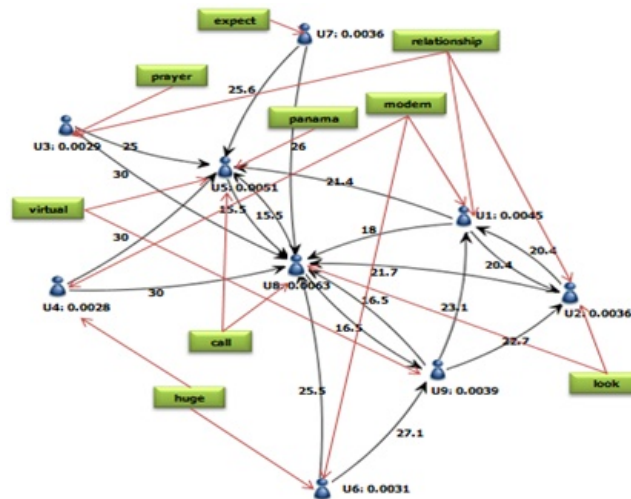 expect
U7: 0.0036
relationship
prayer
25.6
modern
panama
U3: 0.0029
25
26
U5: 0.0051
21.4
virtual
30
15.5
15.5
U1: 0.0045
18
30
20.4
20.4
21.7
U8: 0.0063
U4: 0.0028
30
U2: 0.0036
16.5
23.1
16.5
call
22.7
U9: 0.0039
look
huge
25.5
27.1
U6: 0.0031